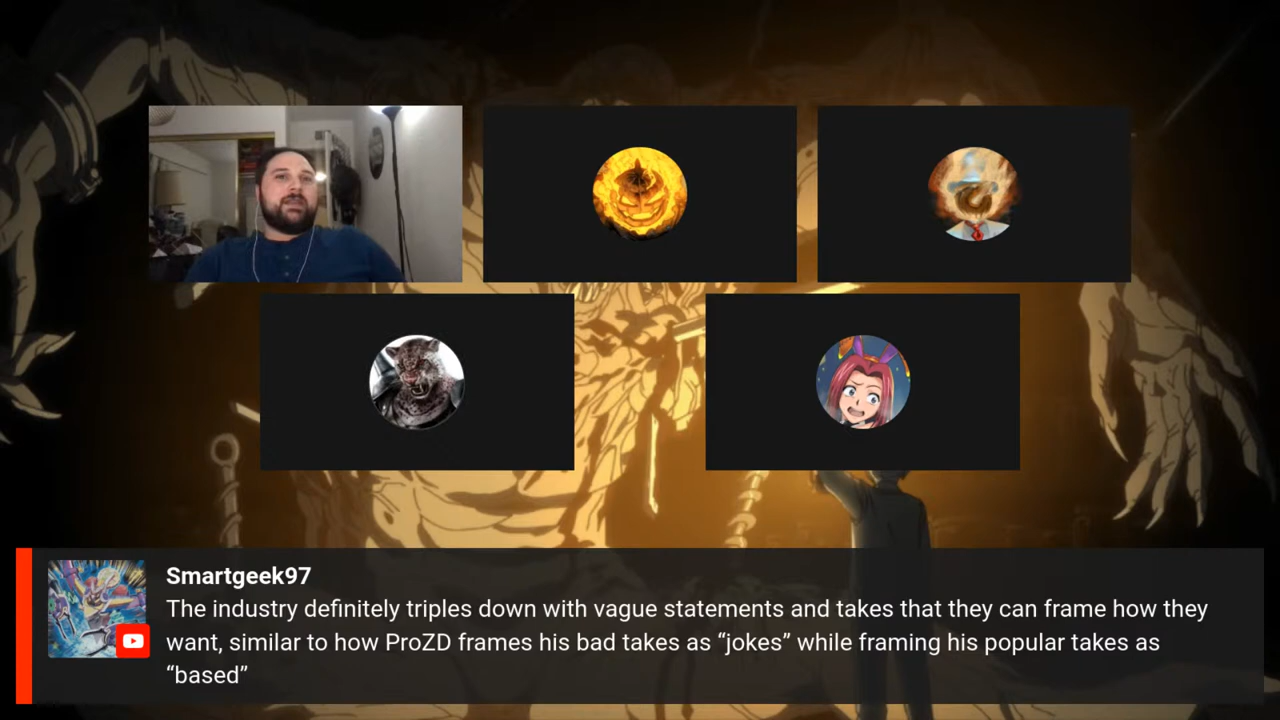 Smartgeek97
The industry definitely triples down with vague statements and takes that they can frame how they
want, similar to how ProZD frames his bad takes as “jokes” while framing his popular takes as
“based”